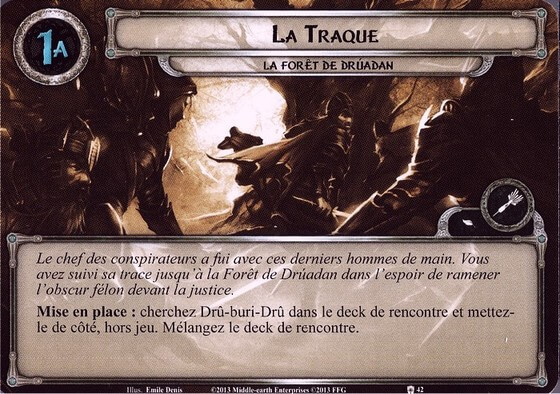 1A
LA TRAQUE
LA FORÊT DE DRÚADAN
Le chef des conspirateurs a fui avec ces derniers hommes de main. Vous
avez suivi sa trace jusqu'à la Forêt de Drúadan dans l'espoir de ramener
l'obscur félon devant la justice.
Mise en place : cherchez Drû-buri-Drû dans le deck de rencontre et mettez-
le de côté, hors jeu. Mélangez le deck de rencontre.
Illus. Emile Denis ©2013 Middle-earth Enterprises ©2013 FFG 42